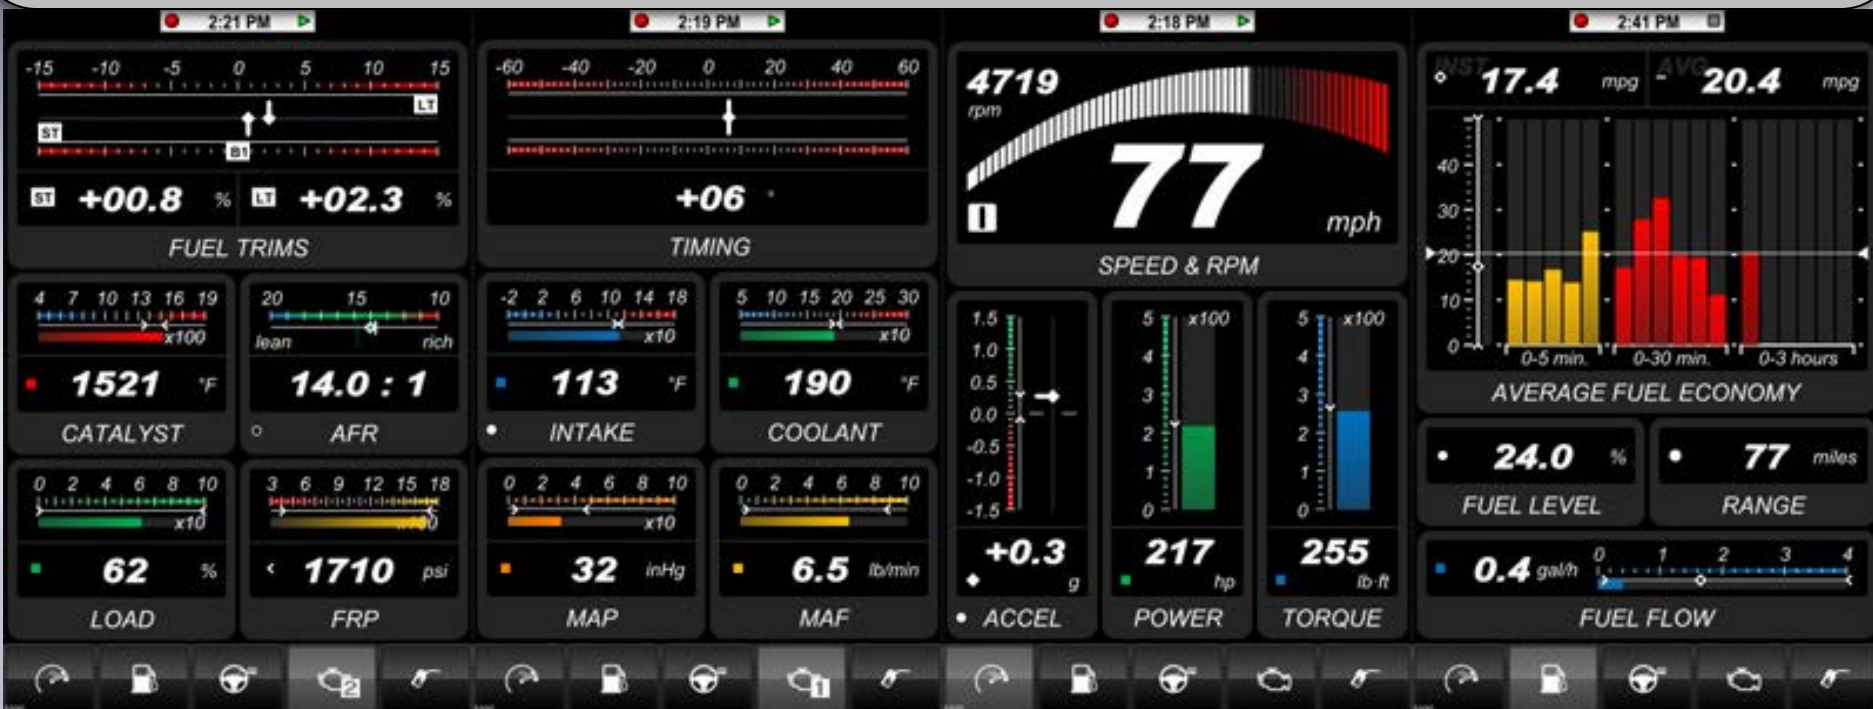 2:21 PM
-15 -10 -5 0 5 10 15
LT
ST
B1
ST +00.8 % LT +02.3 %
FUEL TRIMS
4 7 10 13 16 19
x100
1521 °F
CATALYST
20 15 10
lean rich
14.0 : 1
AFR
0 2 4 6 8 10
x10
62 %
LOAD
3 6 9 12 15 18
1710 psi
FRP
2
2:19 PM
-60 -40 -20 0 20 40 60
+06 °
TIMING
-2 2 6 10 14 18
x10
113 °F
INTAKE
5 10 15 20 25 30
x10
190 °F
COOLANT
0 2 4 6 8 10
x10
32 inHg
MAP
0 2 4 6 8 10
6.5 lb/min
MAF
1
2:18 PM
4719
rpm
77
mph
SPEED & RPM
1.5
1.0
0.5
0.0
-0.5
-1.0
-1.5
+0.3
g
ACCEL
5 x100
4
3
2
1
0
217
hp
POWER
5 x100
4
3
2
1
0
255
lb·ft
TORQUE
2:41 PM
INST AVG
17.4 mpg 20.4 mpg
40
30
20
10
0
0-5 min. 0-30 min. 0-3 hours
AVERAGE FUEL ECONOMY
24.0 %
FUEL LEVEL
77 miles
RANGE
0.4 gal/h
0 1 2 3 4
FUEL FLOW